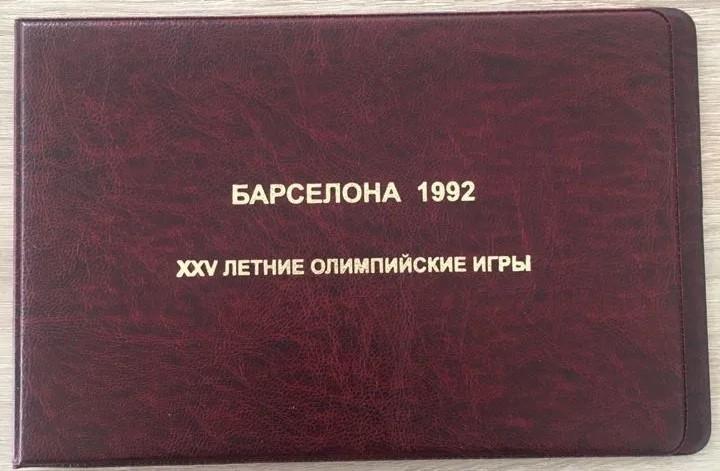 БАРСЕЛОНА 1992
XXV ЛЕТНИЕ ОЛИМПИЙСКИЕ ИГРЫ